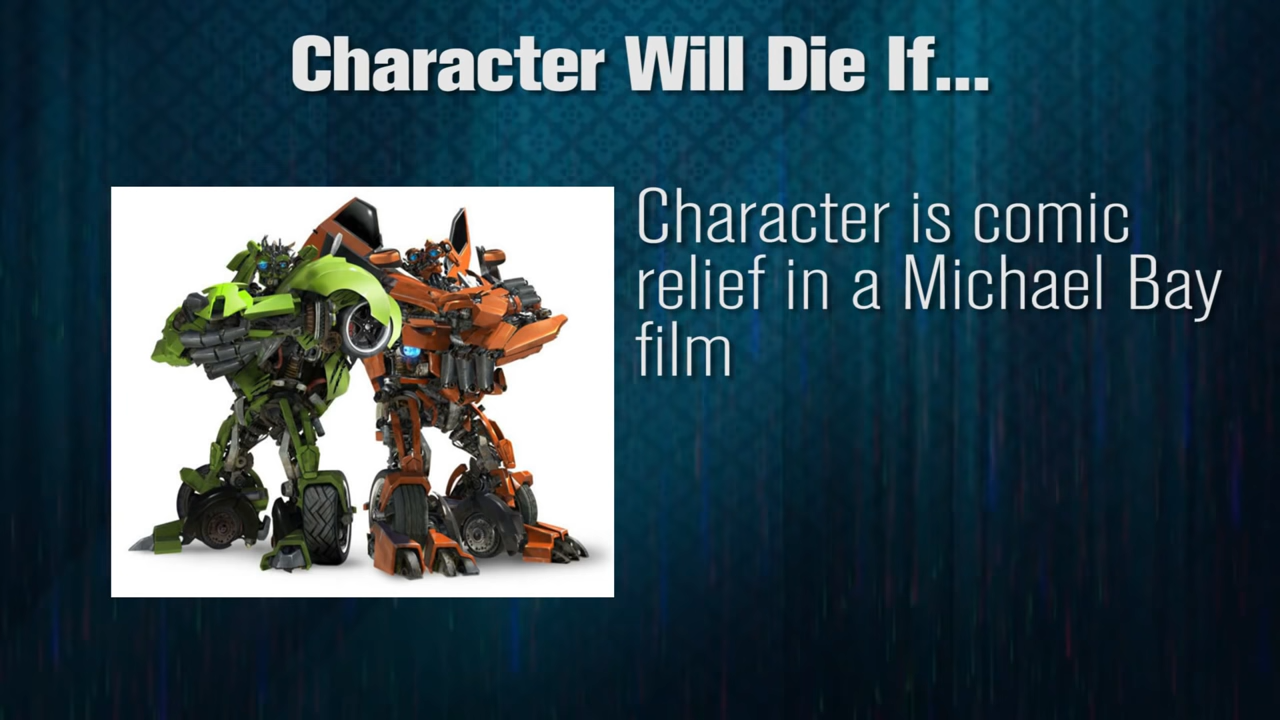 Character Will Die If...
Character is comic
relief in a Michael Bay
film